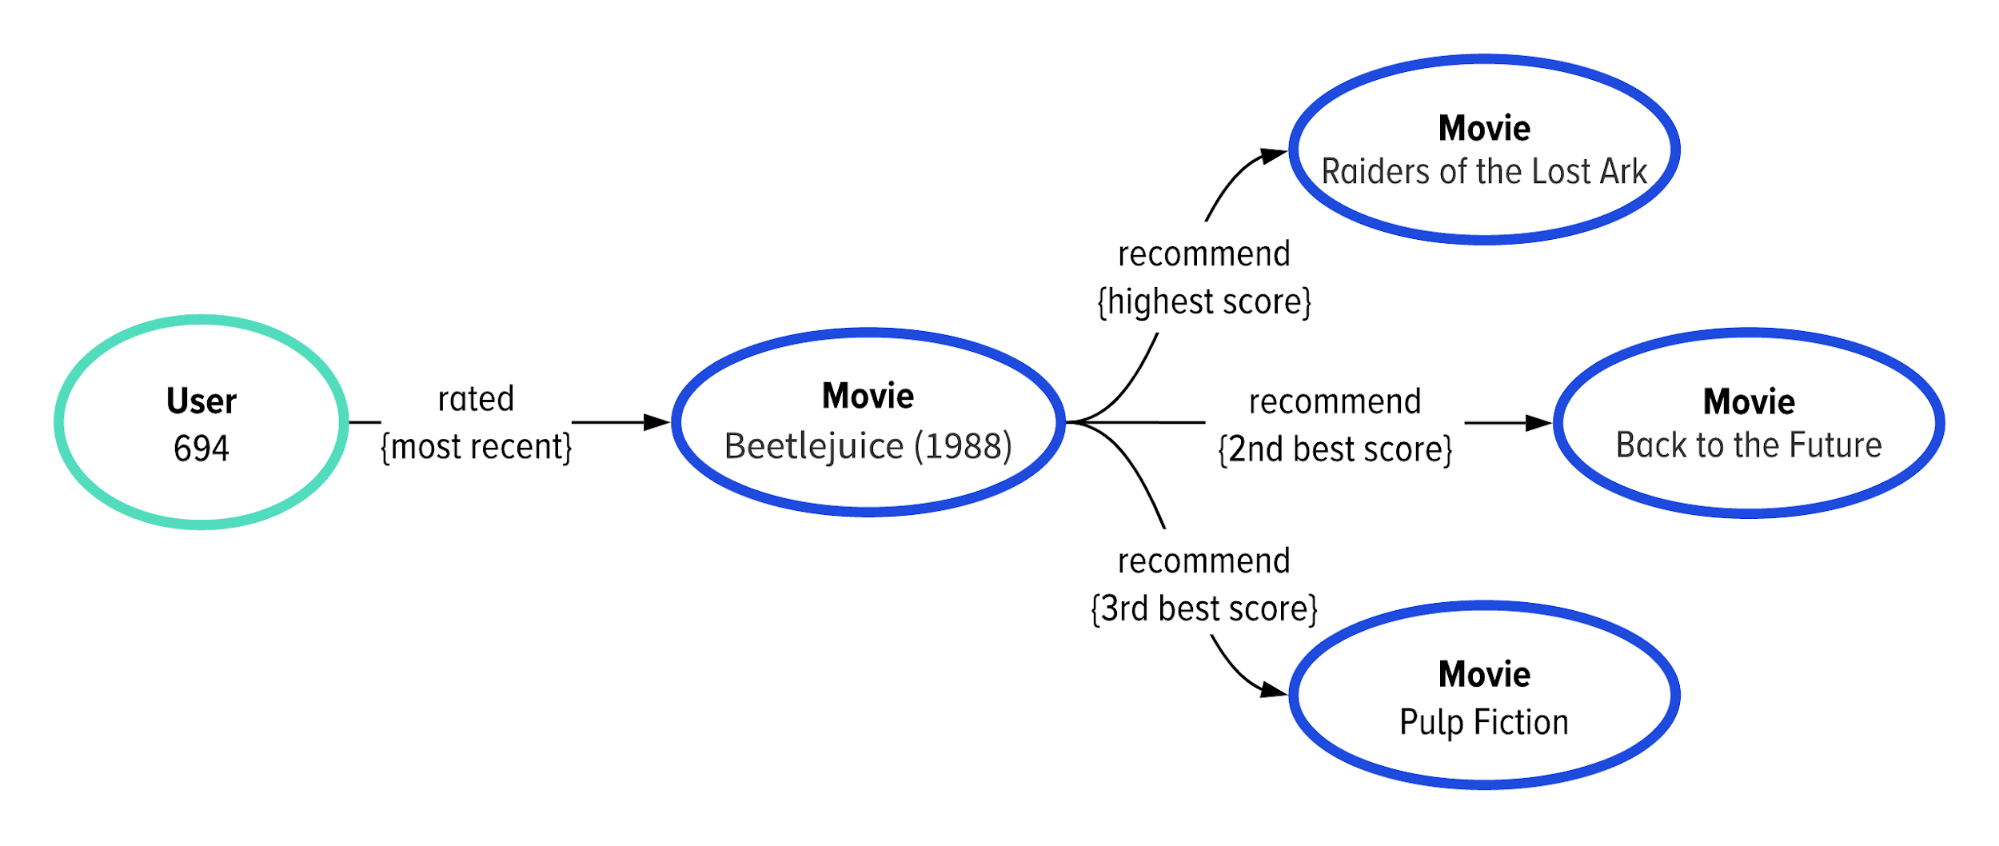 User
694
rated
{most recent}
Movie
Beetlejuice (1988)
recommend
{highest score}
Movie
Raiders of the Lost Ark
recommend
{2nd best score}
Movie
Back to the Future
recommend
{3rd best score}
Movie
Pulp Fiction